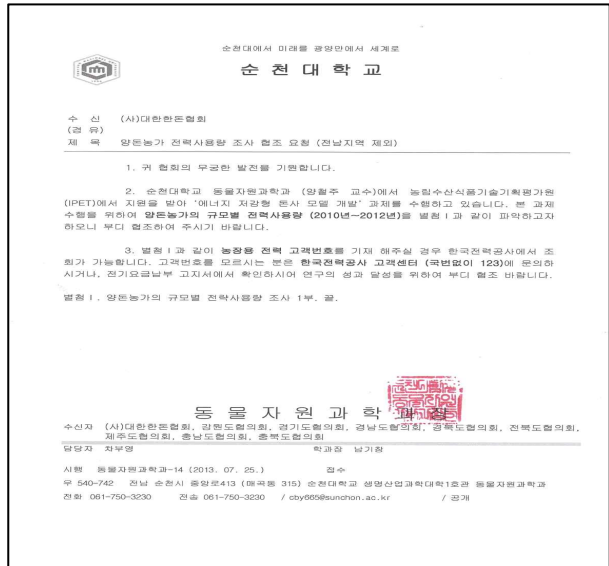 순천대에서 미래를 광양만에서 세계로
순 천 대 학 교
수 신 (사)대한한돈협회
(경 유)
제 목 양돈농가 전력사용량 조사 협조 요청 (전남지역 제외)
1. 귀 협회의 무궁한 발전을 기원합니다.
2. 순천대학교 동물자원과학과 (양철주 교수)에서 농림수산식품기술기획평가원
(IPET)에서 지원을 받아 '에너지 저감형 돈사 모델 개발' 과제를 수행하고 있습니다. 본 과제
수행을 위하여 양돈농가의 규모별 전력사용량 (2010년~2012년)을 별첨Ⅰ과 같이 파악하고자
하오니 부디 협조하여 주시기 바랍니다.
3. 별첨Ⅰ과 같이 농장용 전력 고객번호를 기재 해주실 경우 한국전력공사에서 조
회가 가능합니다. 고객번호를 모르시는 분은 한국전력공사 고객센터 (국번없이 123)에 문의하
시거나, 전기요금납부 고지서에서 확인하시어 연구의 성과 달성을 위하여 부디 협조 바랍니다.
별첨Ⅰ. 양돈농가의 규모별 전략사용량 조사 1부. 끝.
동 물 자 원 과 학 과 장
수신자 (사)대한한돈협회, 강원도협의회, 경기도협의회, 경남도협의회, 경북도협의회, 전북도협의회,
제주도협의회, 충남도협의회, 충북도협의회
담당자 차부영 학과장 남기창
시행 동물자원과학과-14 (2013. 07. 25.) 접수
우 540-742 전남 순천시 중앙로413 (매곡동 315) 순천대학교 생명산업과학대학1호관 동물자원과학과
전화 061-750-3230 전송 061-750-3230 / cby665@sunchon.ac.kr / 공개